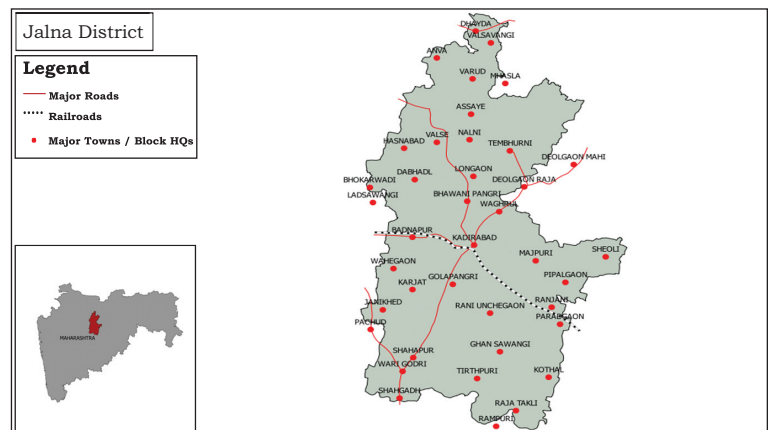 Jalna District
Legend
Major Roads
Railroads
Major Towns / Block HQs
MAHARASHTRA
DHAYDA
VALSAVANGI
ANVA
VARUD
MHASLA
ASSAYE
VALSE
NALNI
HASNABAD
TEMBHURNI
DEOLGAON MAHI
DABHADL
LONGAON
BHOKARWADI
DEOLGAON RAJA
LADSAWANGI
BHAWANI PANGRI
WAGHRUL
BADNAPUR
KADIRABAD
SHEOLI
MAJPURI
WAHEGAON
PIPALGAON
GOLAPANGRI
KARJAT
JANIKHED
RANI UNCHEGAON
RANJANI
PARADGAON
PACHUD
GHAN SAWANGI
SHAHAPUR
WARI GODRI
TIRTHPURI
KOTHAL
SHAHGADH
RAJA TAKLI
RAMPURI